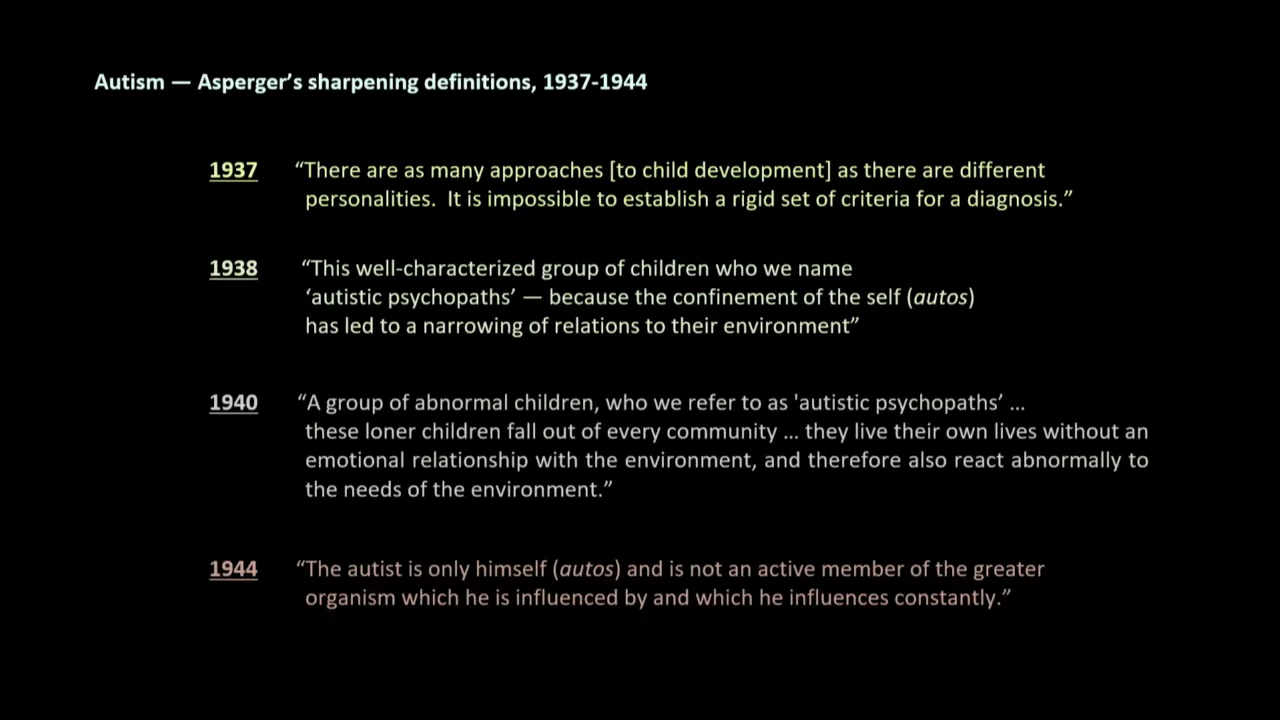 Autism — Asperger’s sharpening definitions, 1937-1944
1937 “There are as many approaches [to child development] as there are different
personalities. It is impossible to establish a rigid set of criteria for a diagnosis.”
1938 “This well-characterized group of children who we name
‘autistic psychopaths’ — because the confinement of the self (autos)
has led to a narrowing of relations to their environment”
1940 “A group of abnormal children, who we refer to as 'autistic psychopaths’ ...
these loner children fall out of every community ... they live their own lives without an
emotional relationship with the environment, and therefore also react abnormally to
the needs of the environment.”
1944 “The autist is only himself (autos) and is not an active member of the greater
organism which he is influenced by and which he influences constantly.”